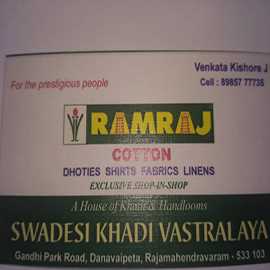 Venkata Kishora J
Cell : 89857 77735
For the prestigious people
RAMRAJ
COTTON
DHOTIES SHIRTS FABRICS LINENS
EXCLUSIVE SHOP-IN-SHOP
A House of Khadi & Handlooms
SWADESI KHADI VASTRALAYA
Gandhi Park Road, Danavaipeta, Rajamahendravaram - 533 103